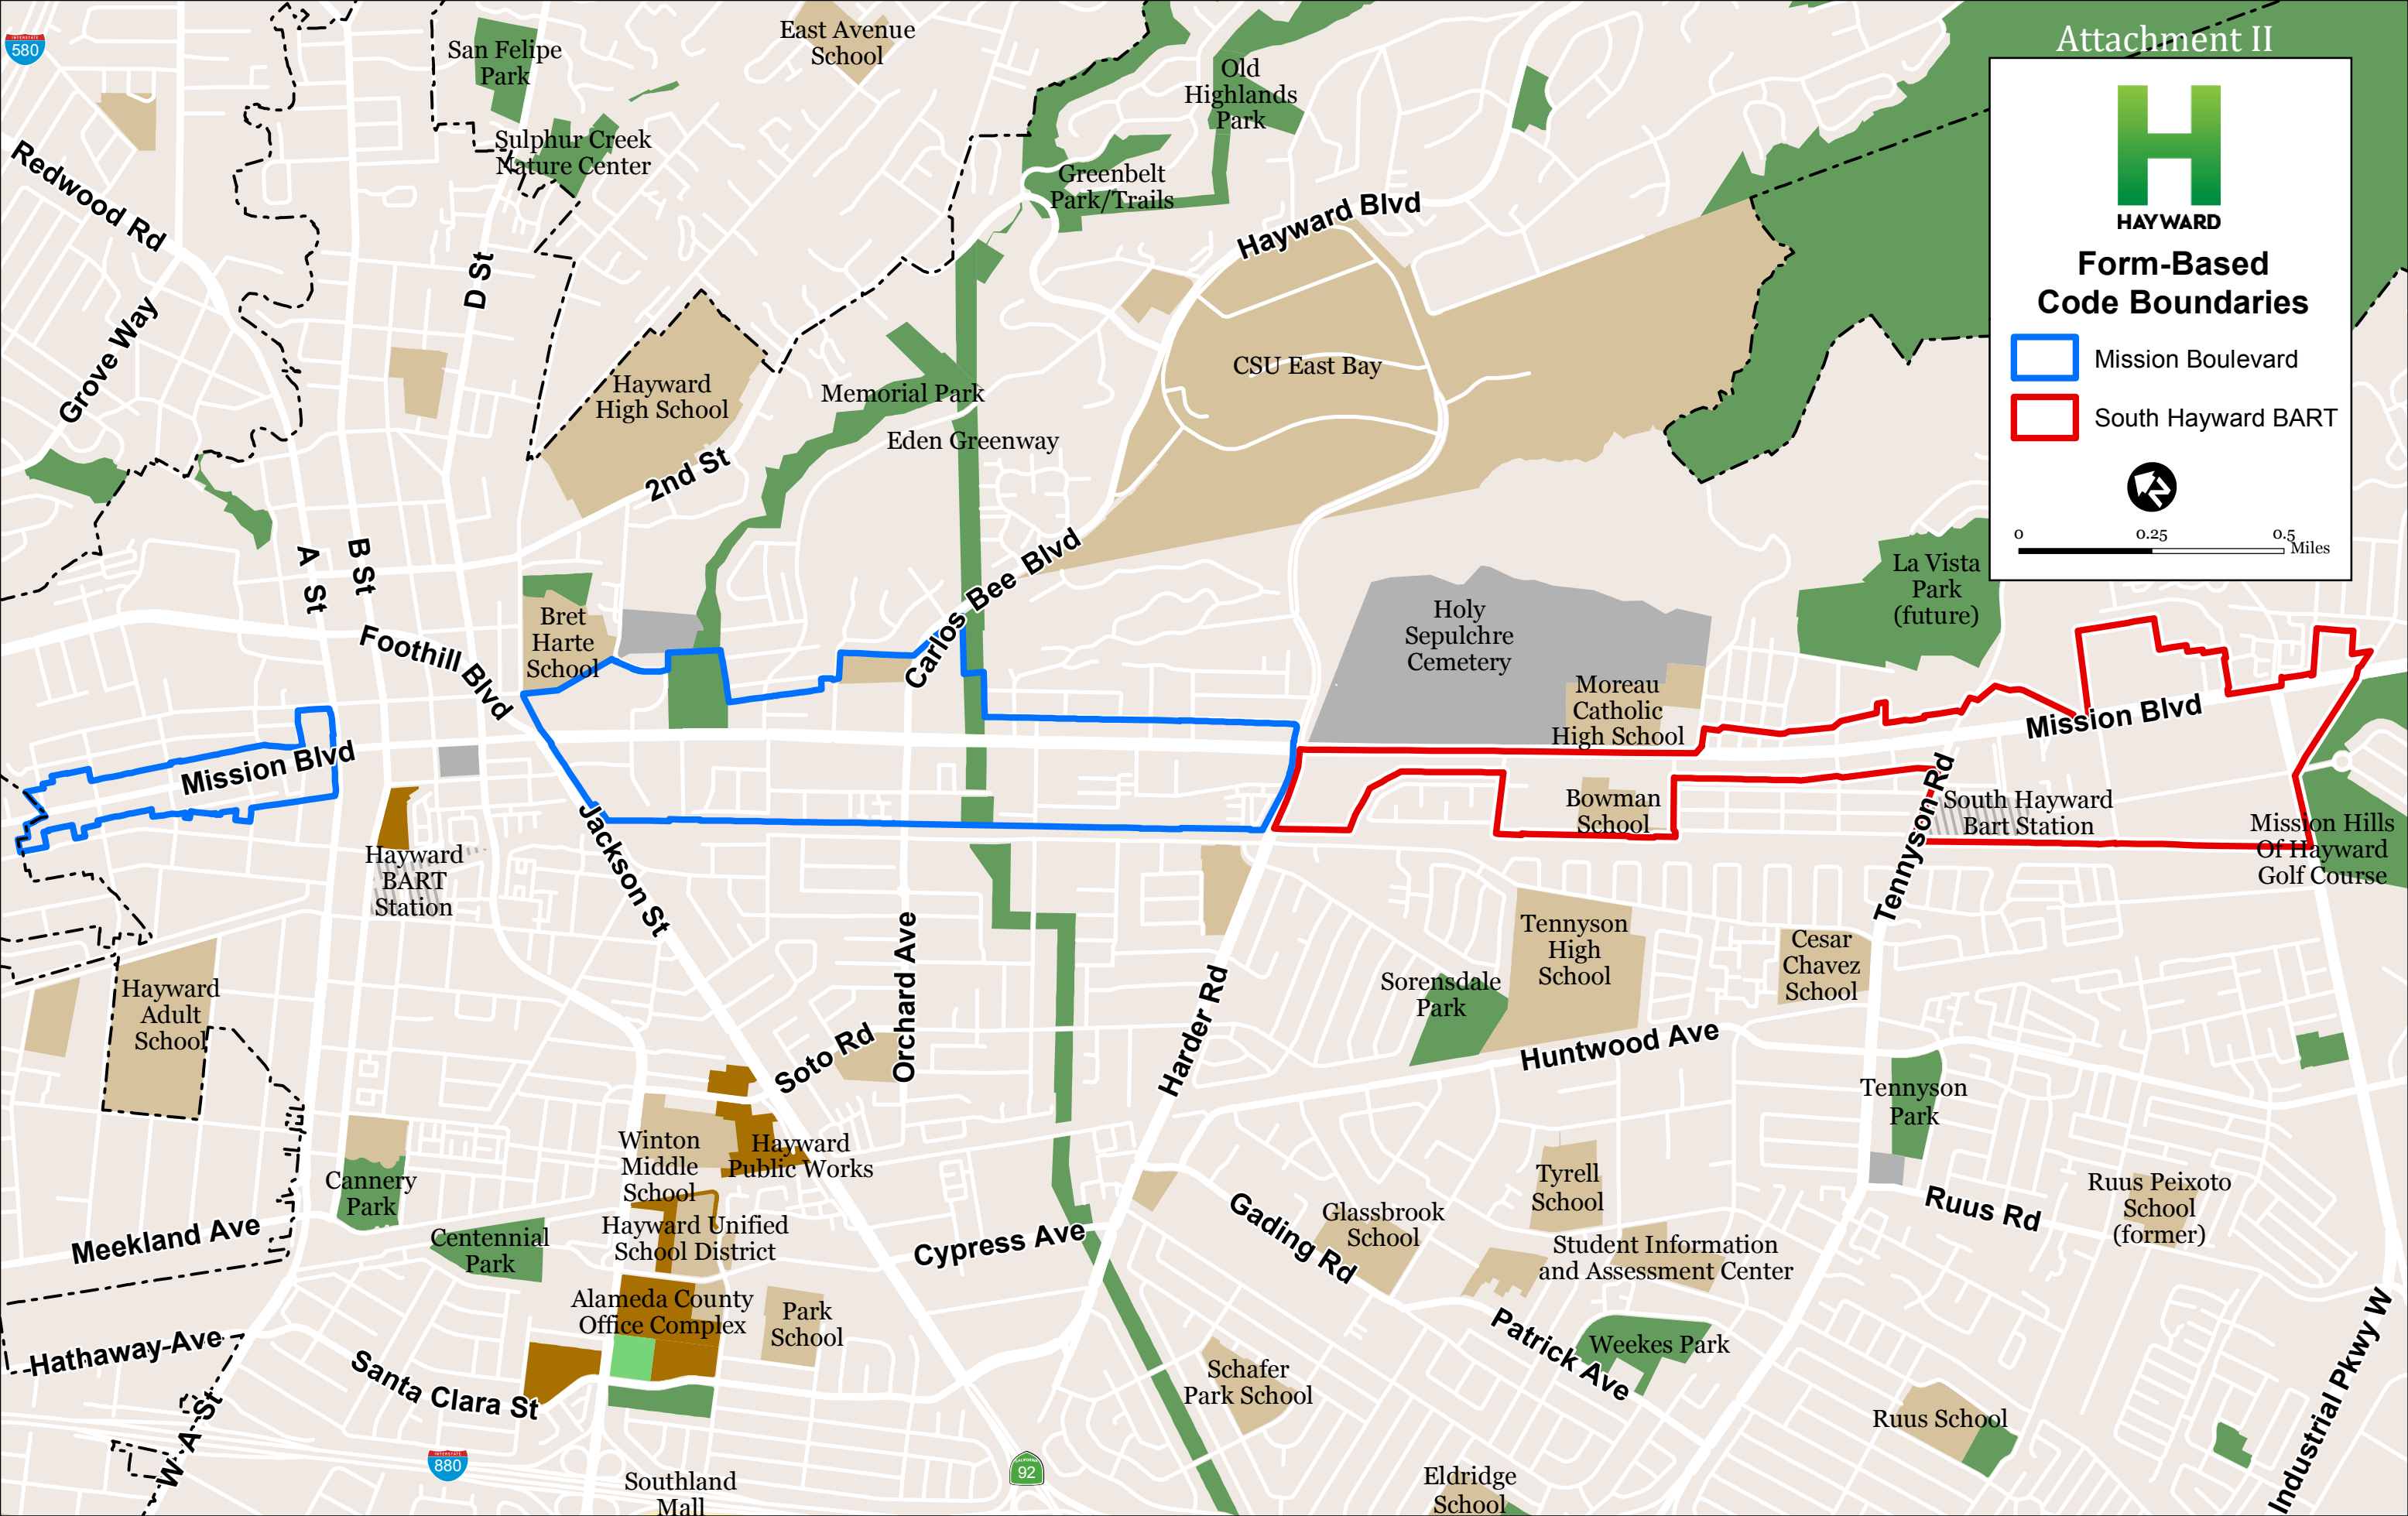 Attachment II
HAYWARD
Form-Based
Code Boundaries
Mission Boulevard
South Hayward BART
N
0 0.25 0.5 Miles
INTERSTATE
580
San Felipe
Park
East Avenue
School
Old
Highlands
Park
Sulphur Creek
Nature Center
Greenbelt
Park/Trails
Redwood Rd
Hayward Blvd
D St
Grove Way
CSU East Bay
Hayward
High School
Memorial Park
Eden Greenway
2nd St
A St
B St
Carlos Bee Blvd
La Vista
Park
(future)
Bret
Harte
School
Holy
Sepulchre
Cemetery
Foothill Blvd
Moreau
Catholic
High School
Mission Blvd
Mission Blvd
Bowman
School
South Hayward
Bart Station
Tennyson Rd
Mission Hills
Of Hayward
Golf Course
Jackson St
Hayward
BART
Station
Orchard Ave
Harder Rd
Tennyson
High
School
Cesar
Chavez
School
Sorensdale
Park
Hayward
Adult
School
Huntwood Ave
Soto Rd
Tennyson
Park
Winton
Middle
School
Hayward
Public Works
Cannery
Park
Tyrell
School
Ruus Peixoto
School
(former)
Ruus Rd
Meekland Ave
Centennial
Park
Hayward Unified
School District
Cypress Ave
Gading Rd
Glassbrook
School
Student Information
and Assessment Center
Alameda County
Office Complex
Park
School
Hathaway Ave
Santa Clara St
Patrick Ave
Weekes Park
Schafer
Park School
Ruus School
Industrial Pkwy W
W A St
INTERSTATE
880
CALIFORNIA
92
Southland
Mall
Eldridge
School